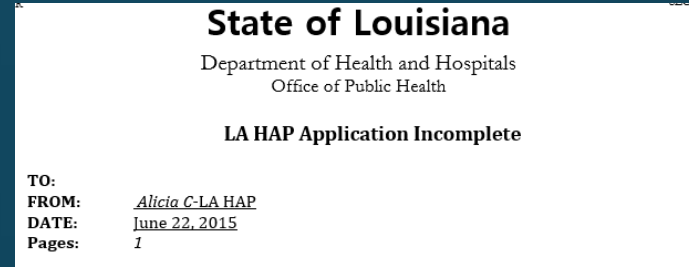 State of Louisiana
Department of Health and Hospitals
Office of Public Health
LA HAP Application Incomplete
TO:
FROM: Alicia C-LA HAP
DATE: June 22, 2015
Pages: 1